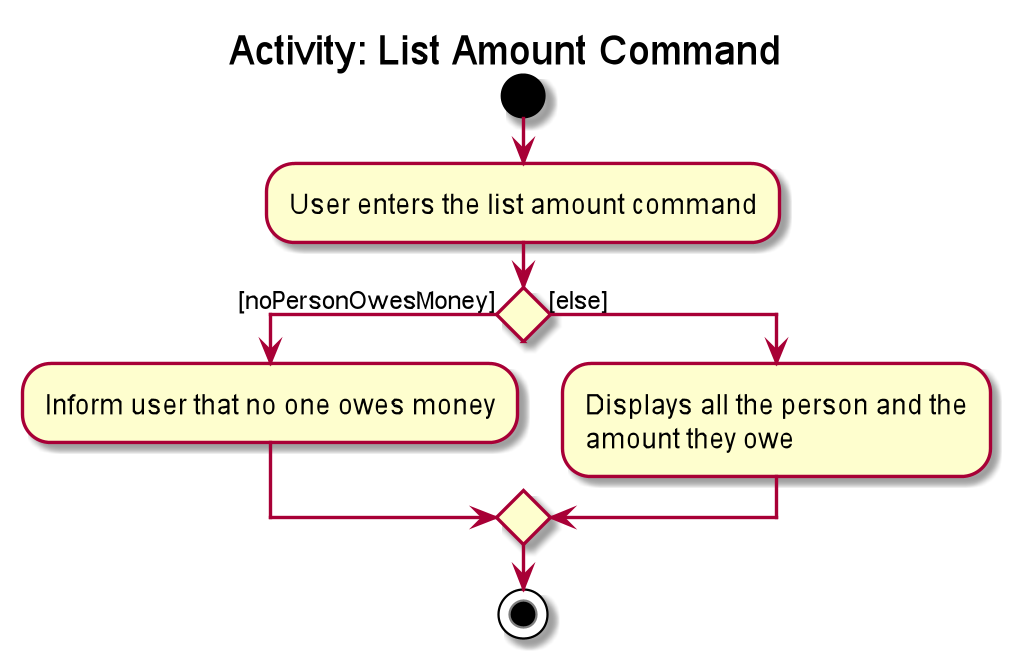 Activity: List Amount Command
User enters the list amount command
[noPersonOwesMoney]
[else]
Inform user that no one owes money
Displays all the person and the
amount they owe